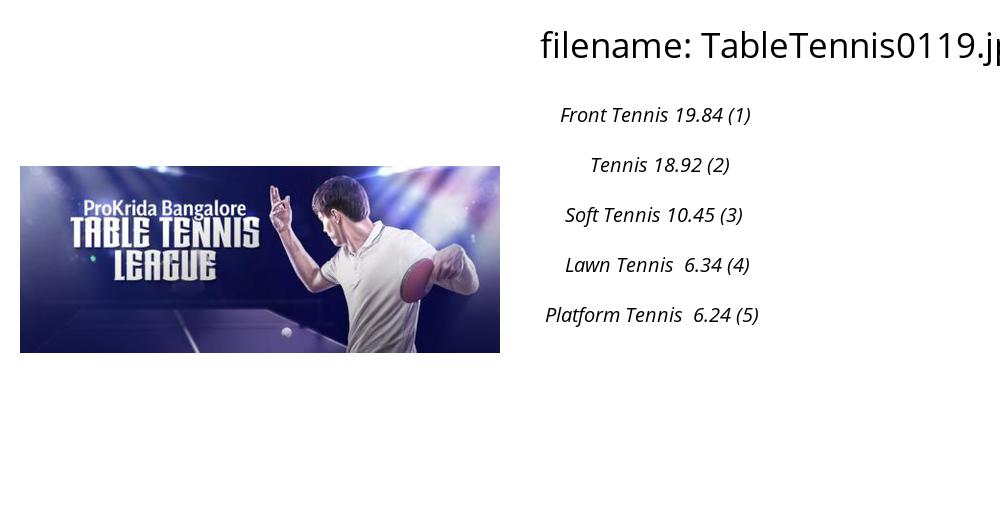 filename: TableTennis0119.jp
Front Tennis 19.84 (1)
Tennis 18.92 (2)
Soft Tennis 10.45 (3)
Lawn Tennis 6.34 (4)
Platform Tennis 6.24 (5)
ProKrida Bangalore
TABLE TENNIS
LEAGUE